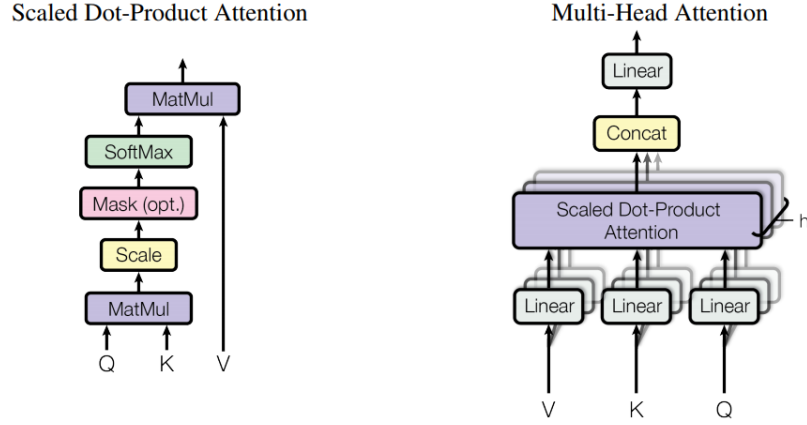 Scaled Dot-Product Attention
MatMul
SoftMax
Mask (opt.)
Scale
MatMul
Q K V
Multi-Head Attention
Linear
Concat
Scaled Dot-Product
Attention
h
Linear Linear Linear
V K Q